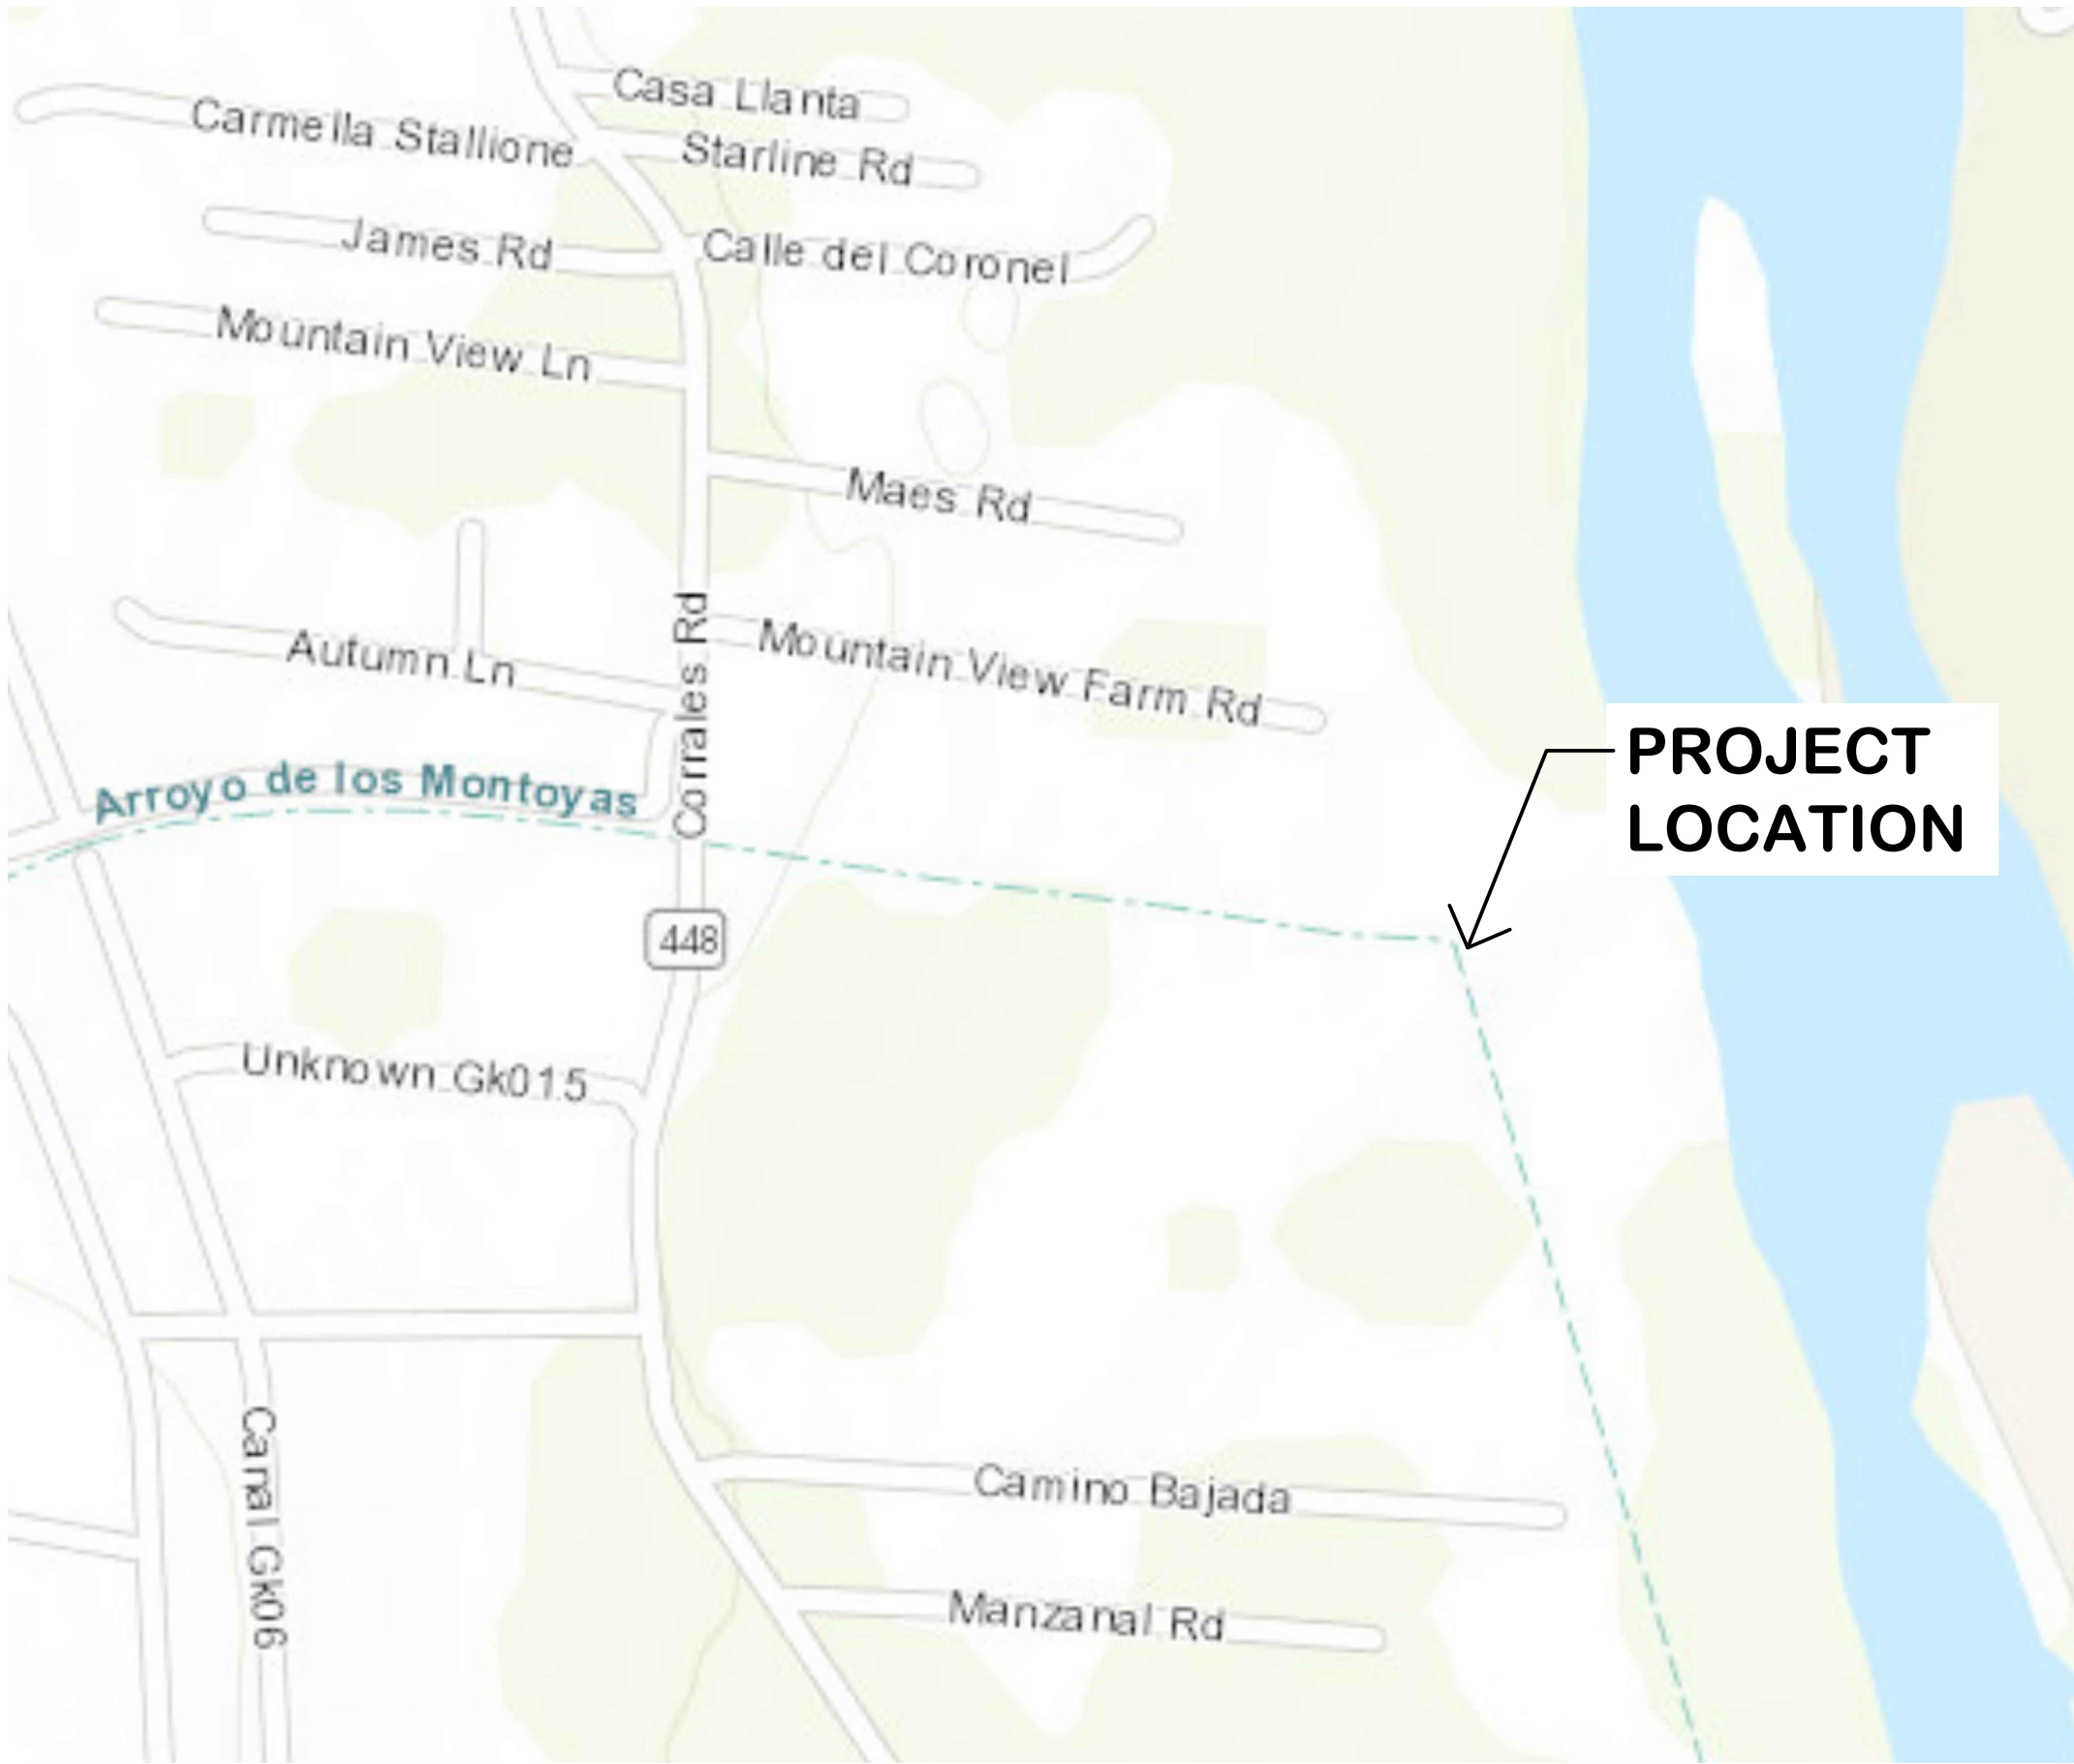 Casa Llanta
Carmella Stallione
Starline Rd
James Rd
Calle del Coronel
Mountain View Ln
Maes Rd
Corrales Rd
Autumn Ln
Mountain View Farm Rd
PROJECT
LOCATION
Arroyo de los Montoyas
448
Unknown Gk015
Canal Gk06
Camino Bajada
Manzanal Rd